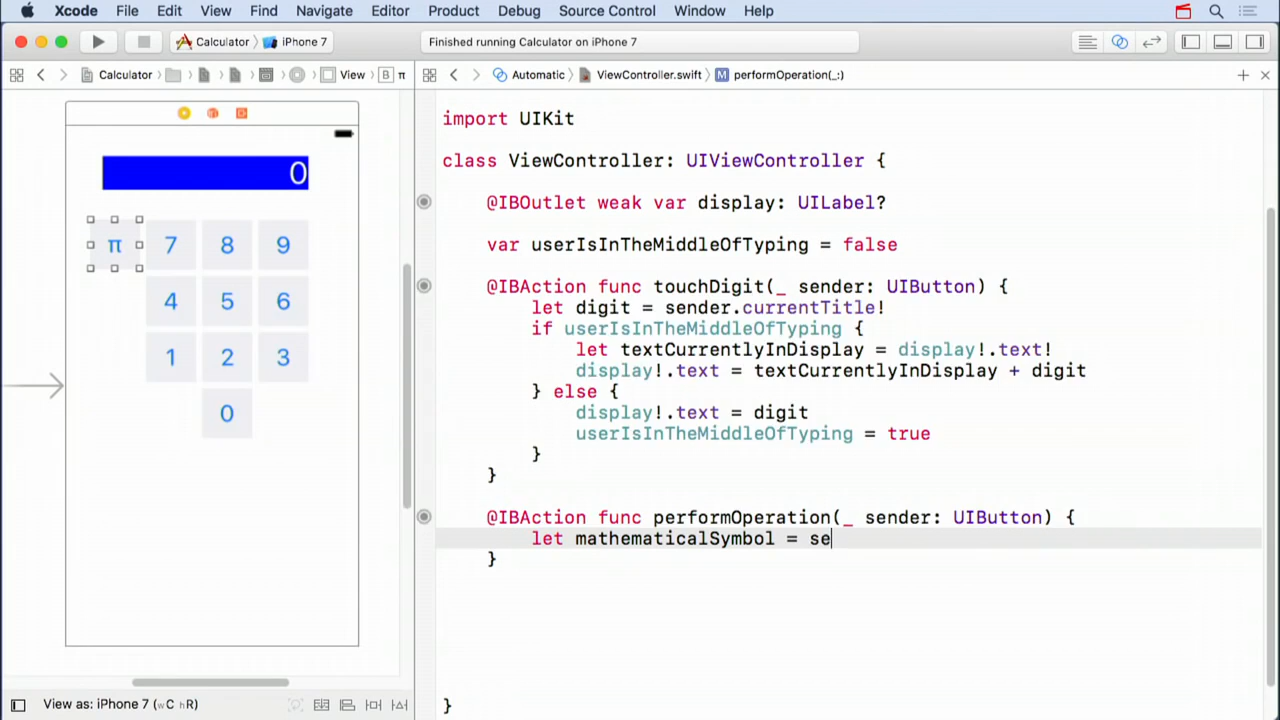 Xcode File Edit View Find Navigate Editor Product Debug Source Control Window Help
Calculator iPhone 7 Finished running Calculator on iPhone 7
Calculator View B π Automatic ViewController.swift M performOperation(_:)
0
π 7 8 9
4 5 6
1 2 3
0
import UIKit
class ViewController: UIViewController {
@IBOutlet weak var display: UILabel?
var userIsInTheMiddleOfTyping = false
@IBAction func touchDigit(_ sender: UIButton) {
let digit = sender.currentTitle!
if userIsInTheMiddleOfTyping {
let textCurrentlyInDisplay = display!.text!
display!.text = textCurrentlyInDisplay + digit
} else {
display!.text = digit
userIsInTheMiddleOfTyping = true
}
}
@IBAction func performOperation(_ sender: UIButton) {
let mathematicalSymbol = se
}
}
View as: iPhone 7 (wC hR)